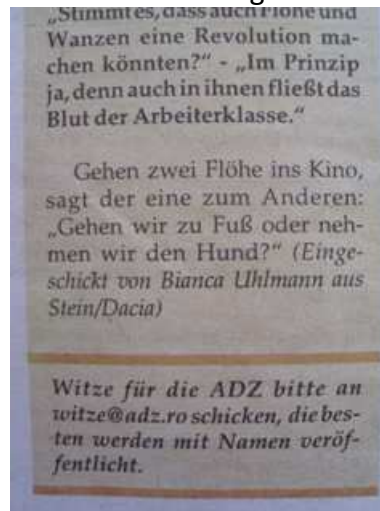 „Stimmt es, dass auch Flöhe und
Wanzen eine Revolution ma-
chen könnten?“ - „Im Prinzip
ja, denn auch in ihnen fließt das
Blut der Arbeiterklasse.“
Gehen zwei Flöhe ins Kino,
sagt der eine zum Anderen:
„Gehen wir zu Fuß oder neh-
men wir den Hund?“ (Einge-
schickt von Bianca Uhlmann aus
Stein/Dacia)
Witze für die ADZ bitte an
witze@adz.ro schicken, die bes-
ten werden mit Namen veröf-
fentlicht.